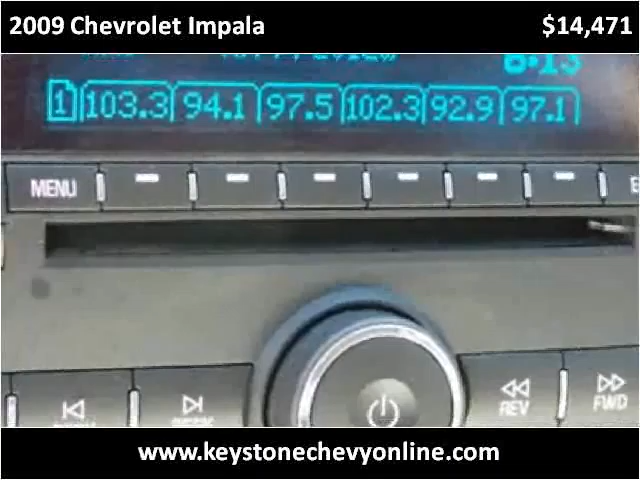 2009 Chevrolet Impala $14,471
1 103.3 94.1 97.5 102.3 92.9 97.1
MENU
REV FWD
www.keystonechevyonline.com